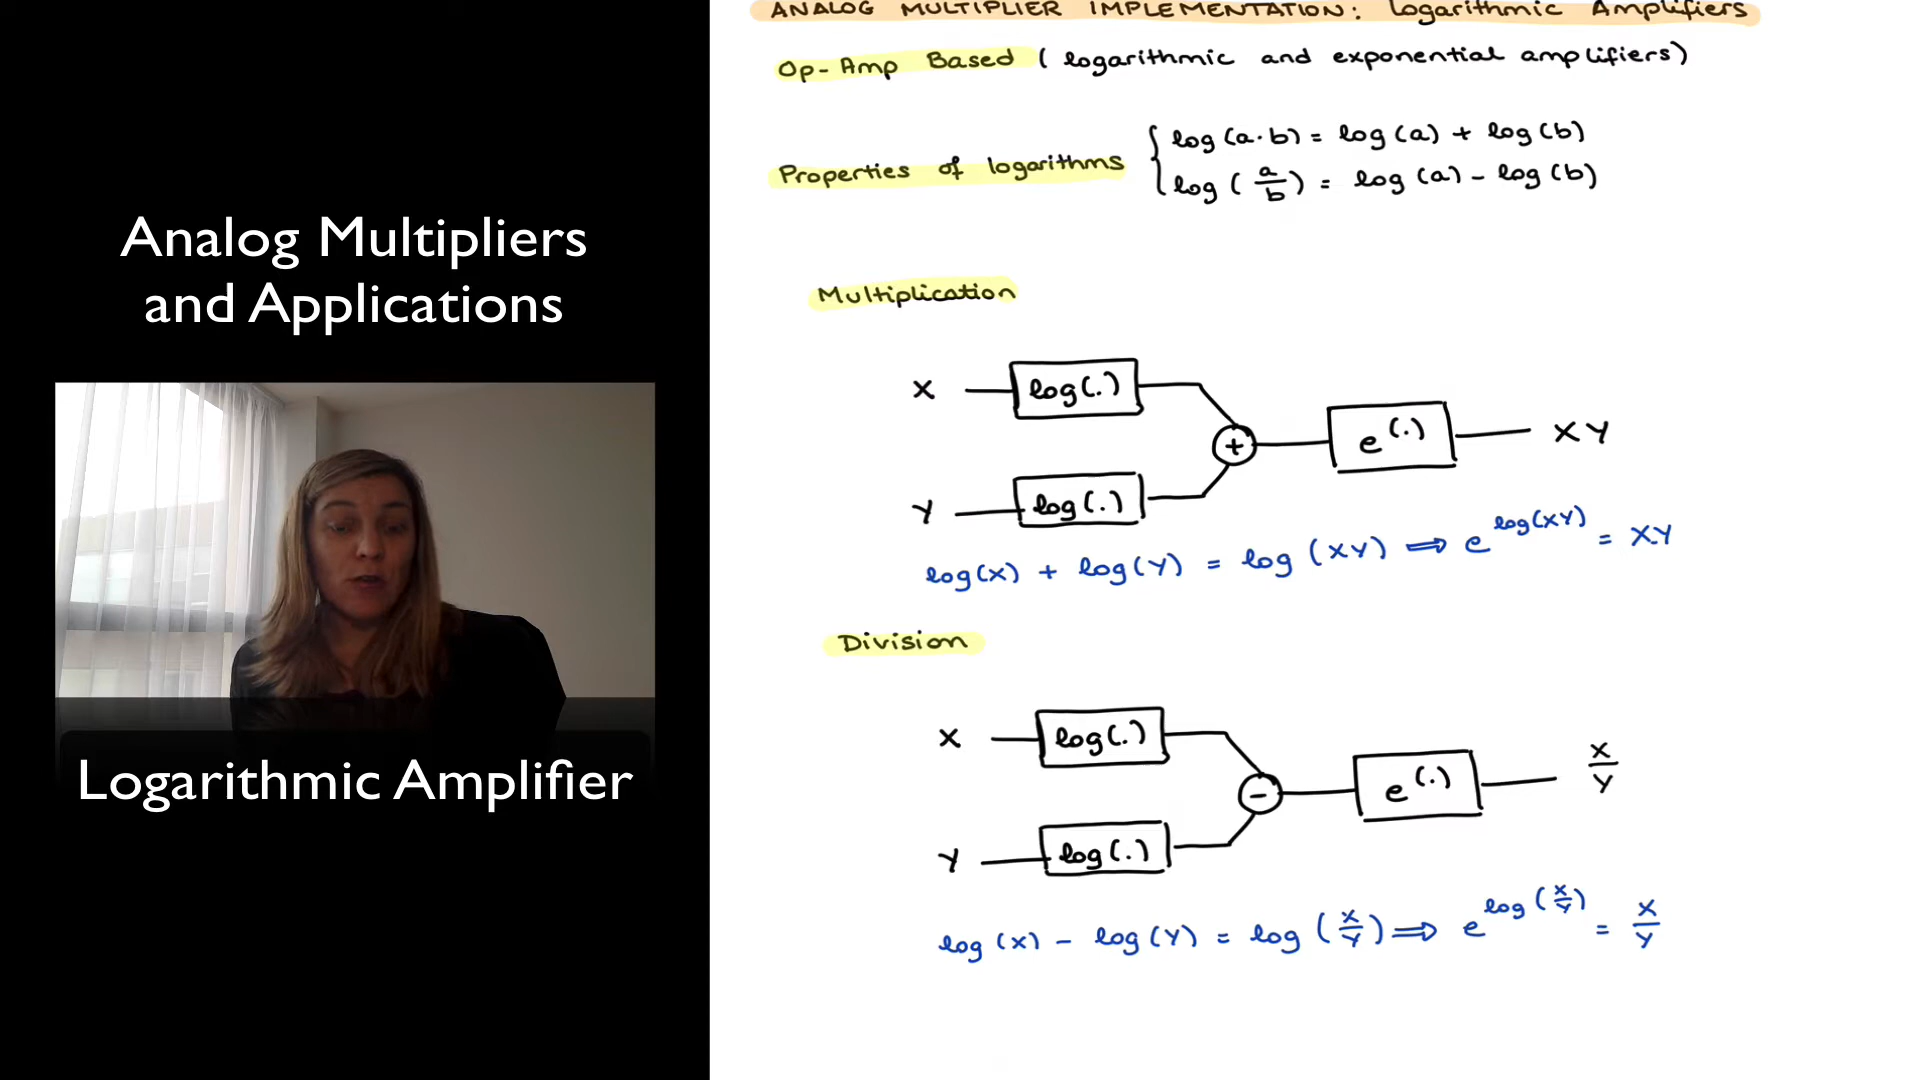 Analog Multipliers
and Applications
Logarithmic Amplifier
ANALOG MULTIPLIER IMPLEMENTATION: Logarithmic Amplifiers
Op-Amp Based (logarithmic and exponential amplifiers)
Properties of logarithms { log(a·b) = log(a) + log(b)
log(a/b) = log(a) - log(b)
Multiplication
X log(.)
+ e^(.) XY
Y log(.)
log(X) + log(Y) = log(XY) ⟹ e^log(XY) = XY
Division
X log(.)
- e^(.) X/Y
Y log(.)
log(X) - log(Y) = log(X/Y) ⟹ e^log(X/Y) = X/Y